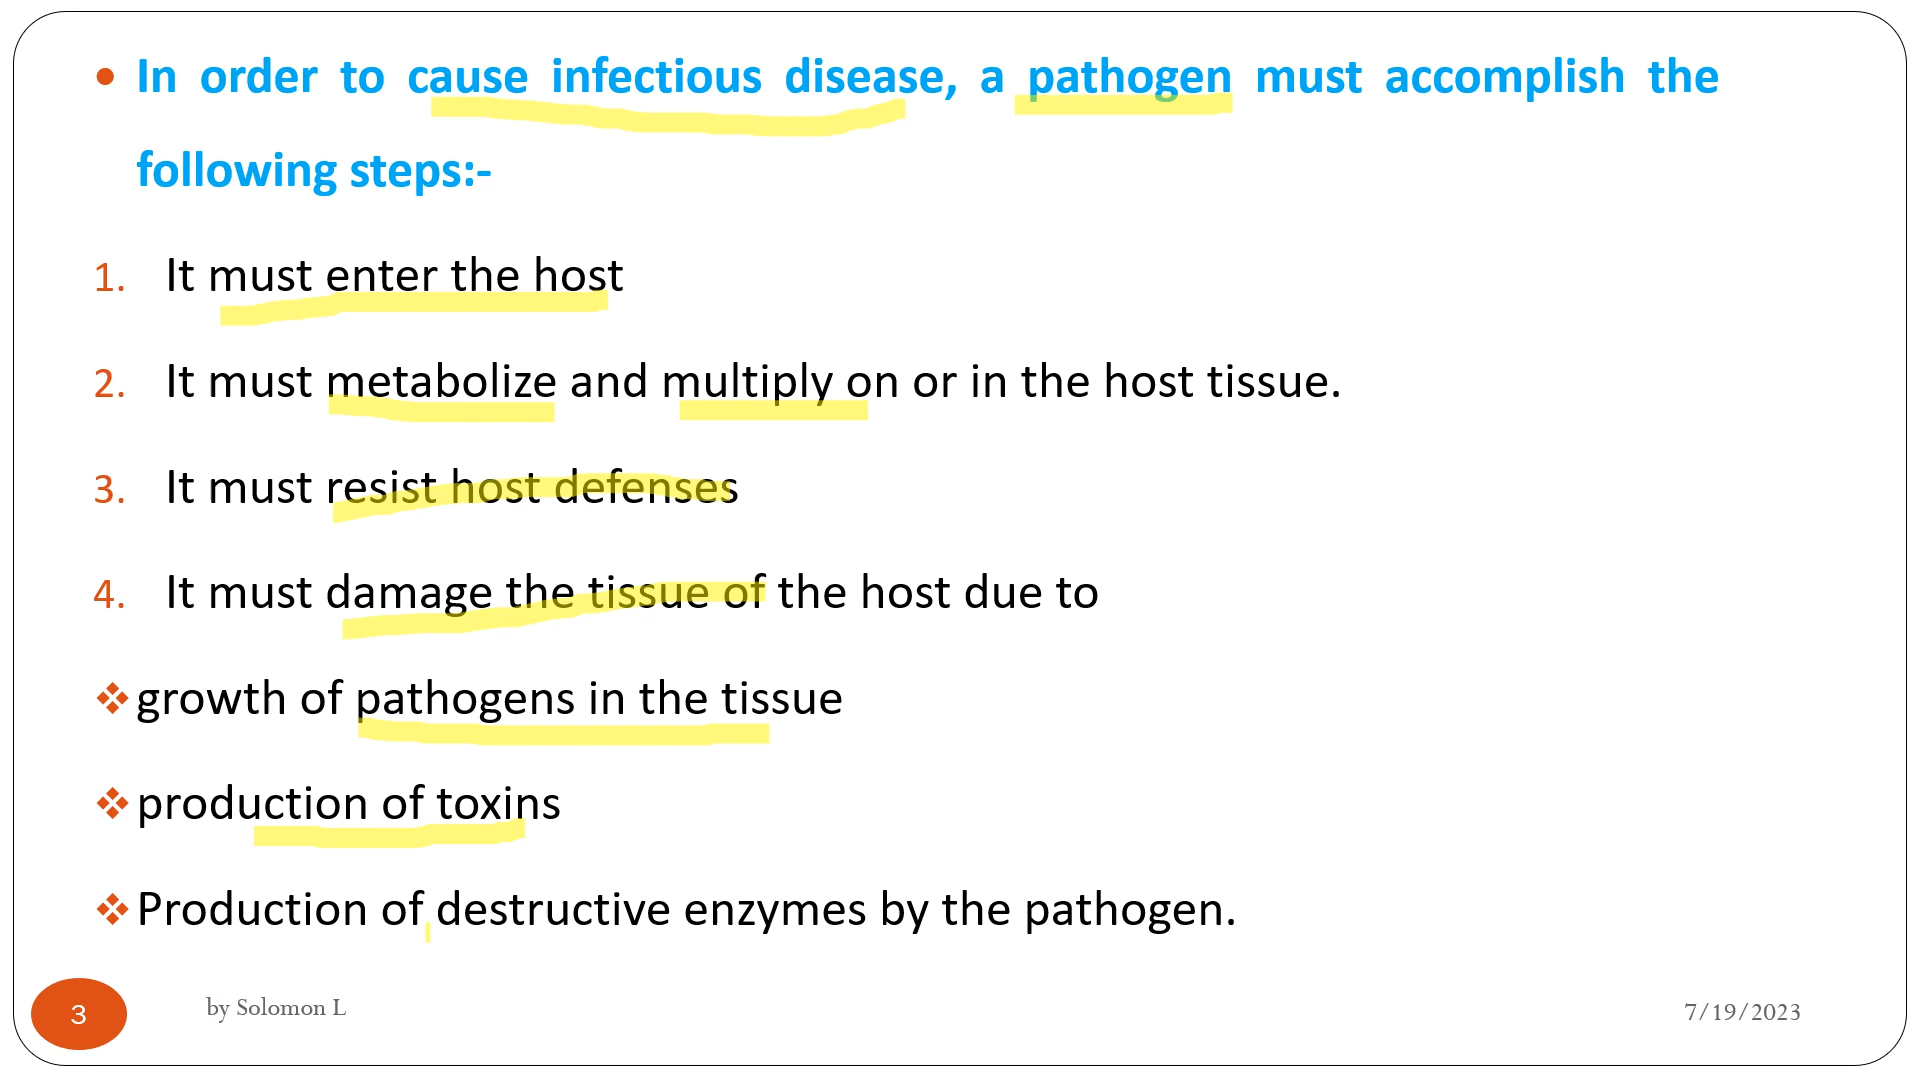 • In order to cause infectious disease, a pathogen must accomplish the
following steps:-
1. It must enter the host
2. It must metabolize and multiply on or in the host tissue.
3. It must resist host defenses
4. It must damage the tissue of the host due to
❖ growth of pathogens in the tissue
❖ production of toxins
❖ Production of destructive enzymes by the pathogen.
3
by Solomon L
7/19/2023